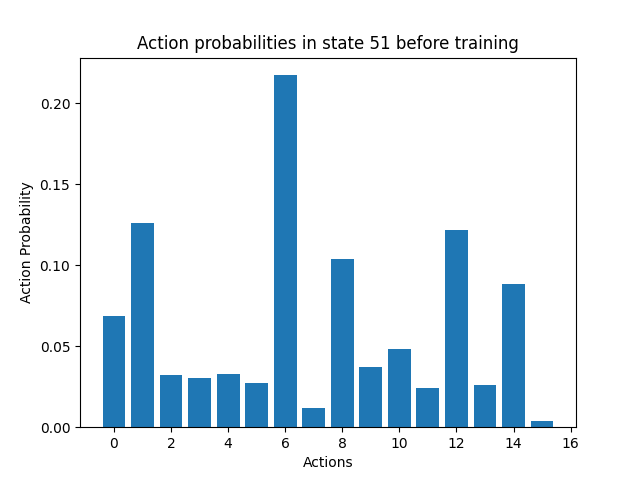 Action probabilities in state 51 before training
Action Probability
0.20
0.15
0.10
0.05
0.00
0 2 4 6 8 10 12 14 16
Actions